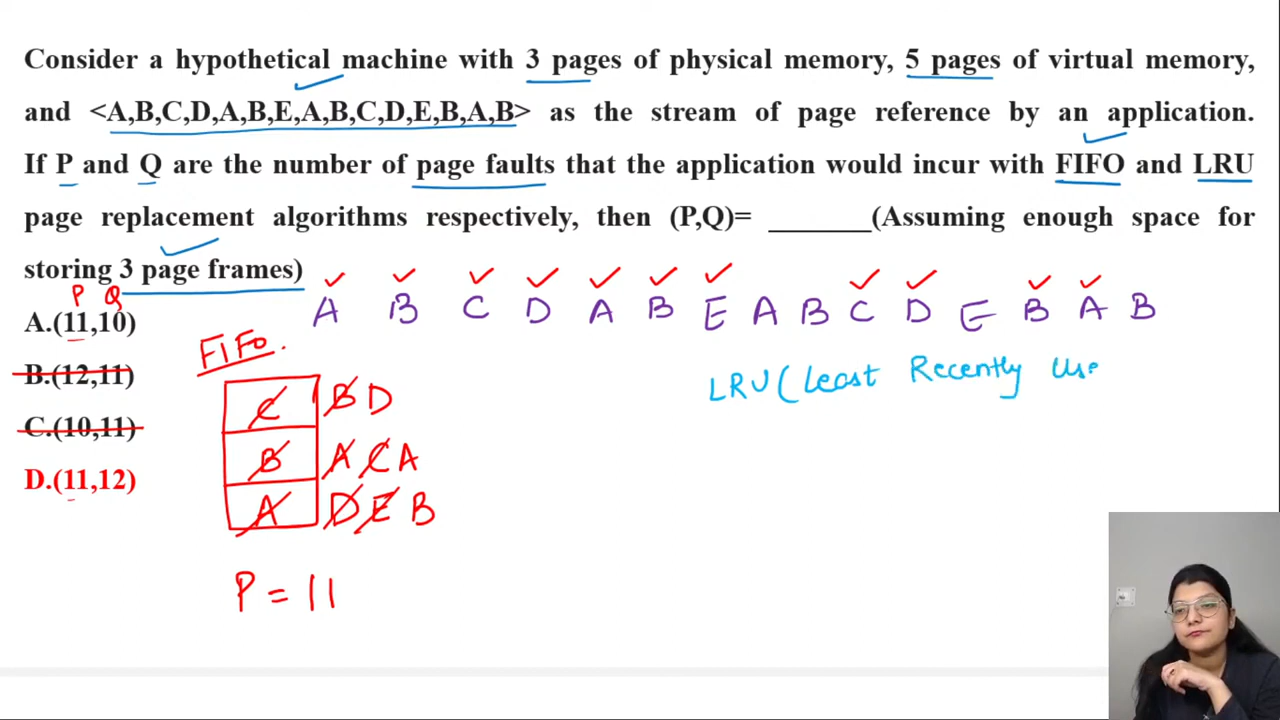 Consider a hypothetical machine with 3 pages of physical memory, 5 pages of virtual memory,
and <A,B,C,D,A,B,E,A,B,C,D,E,B,A,B> as the stream of page reference by an application.
If P and Q are the number of page faults that the application would incur with FIFO and LRU
page replacement algorithms respectively, then (P,Q)= _______(Assuming enough space for
storing 3 page frames)
P Q
A.(11,10)
B.(12,11)
C.(10,11)
D.(11,12)
A B C D A B E A B C D E B A B
FIFO.
C B D
B A C A
A D E B
P = 11
LRU (Least Recently Use